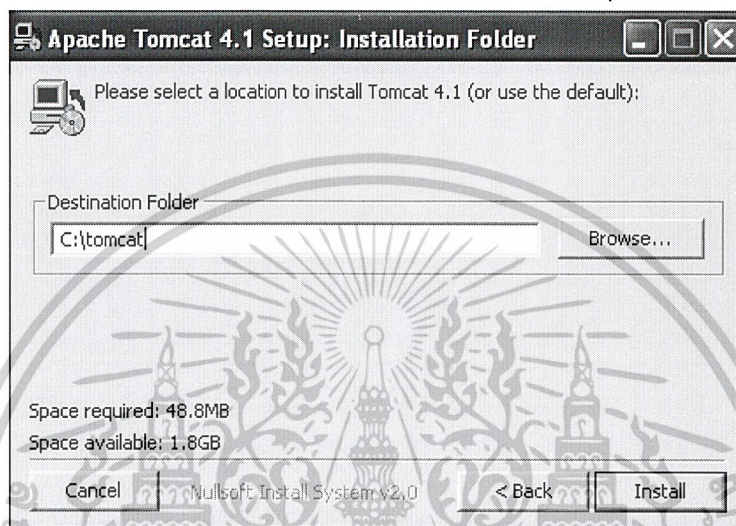 Apache Tomcat 4.1 Setup: Installation Folder
Please select a location to install Tomcat 4.1 (or use the default):
Destination Folder
C:\tomcat
Browse...
Space required: 48.8MB
Space available: 1.8GB
Cancel
Nullsoft Install System v2.0
< Back
Install